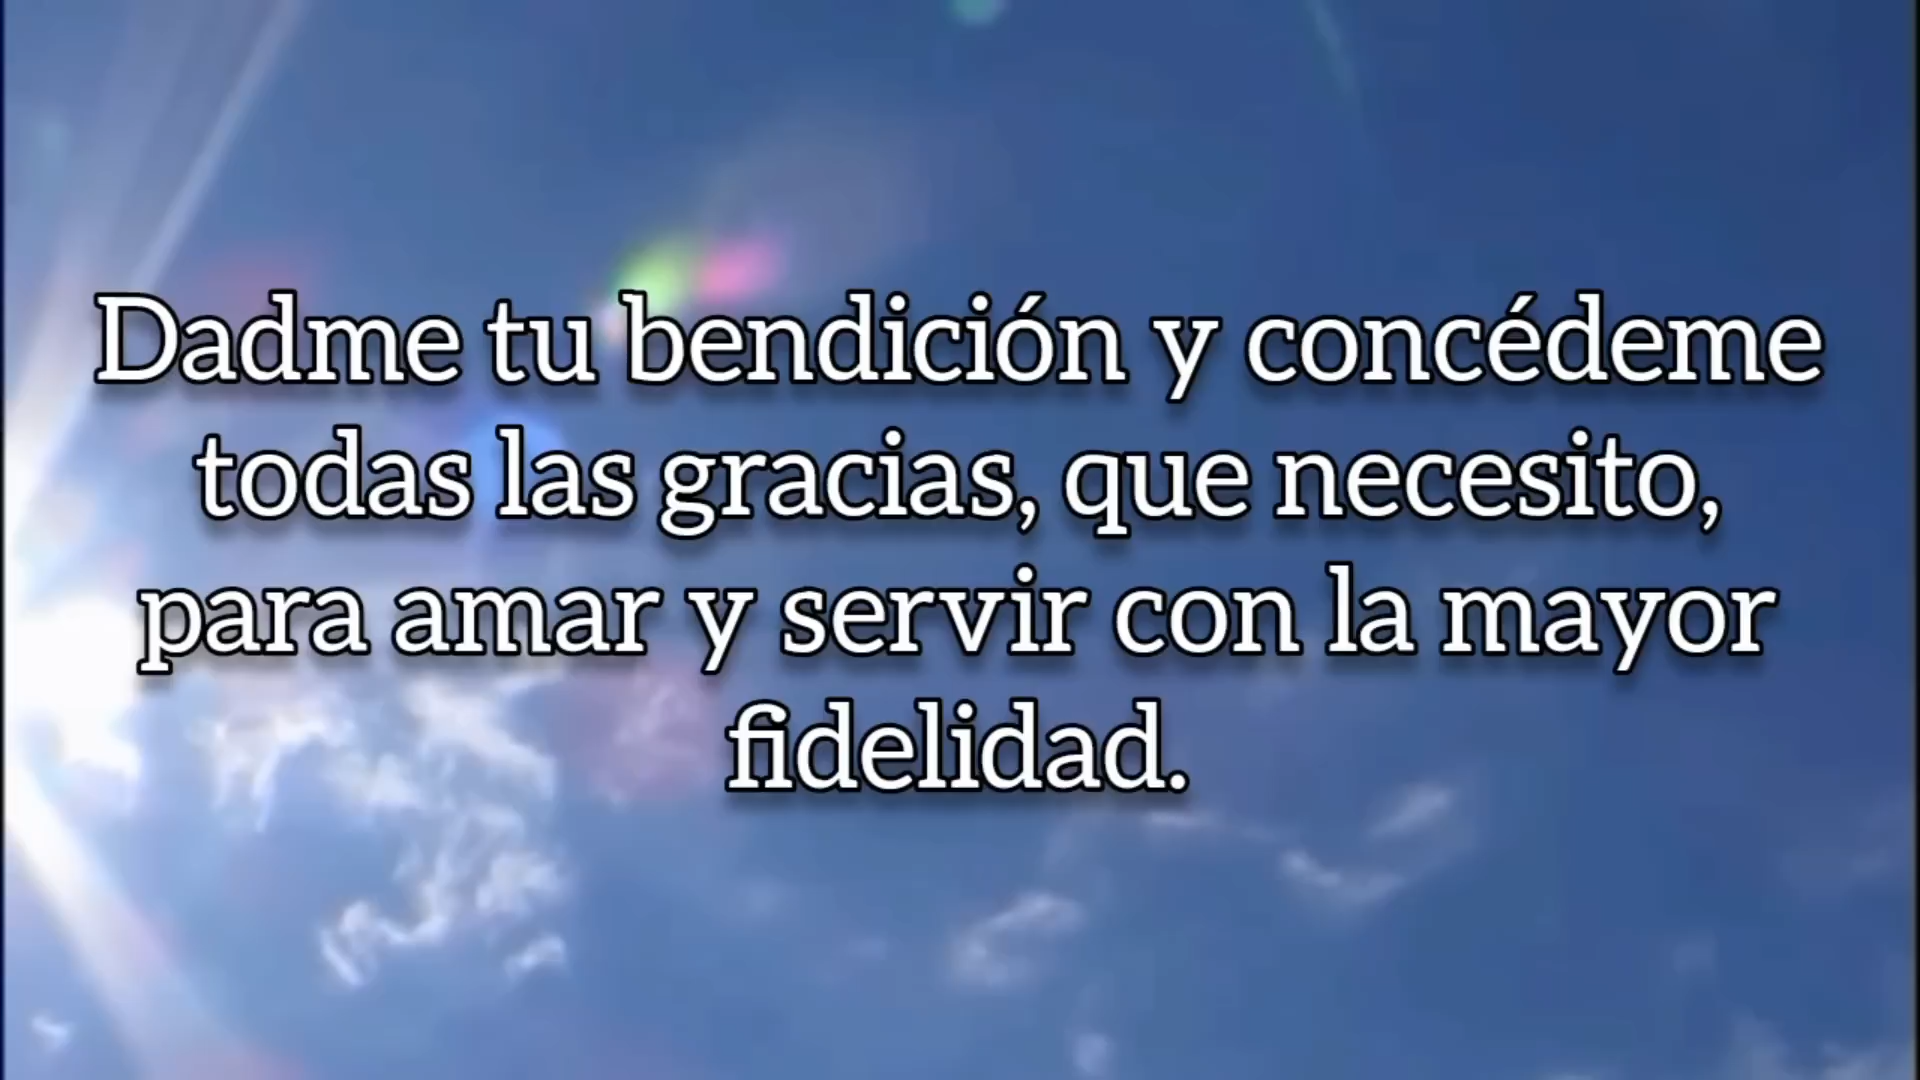 Dadme tu bendición y concédeme
todas las gracias, que necesito,
para amar y servir con la mayor
fidelidad.